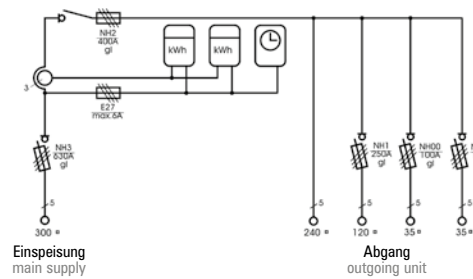 NH2
400A
gl
kWh
kWh
3
E27
max.6A
NH3
630A
gl
NH1
250A
gl
NH00
100A
gl
5
5
5
5
300 ¤
240 ¤
120 ¤
35 ¤
35 ¤
Einspeisung
main supply
Abgang
outgoing unit